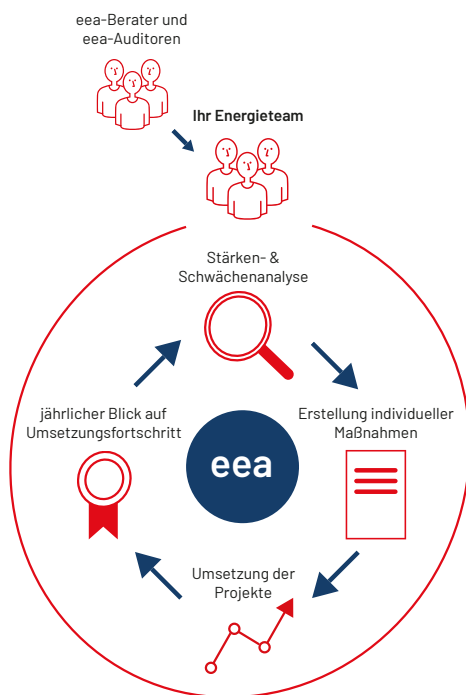 eea-Berater und
eea-Auditoren
Ihr Energieteam
Stärken- &
Schwächenanalyse
jährlicher Blick auf
Umsetzungsfortschritt
Erstellung individueller
Maßnahmen
eea
Umsetzung der
Projekte